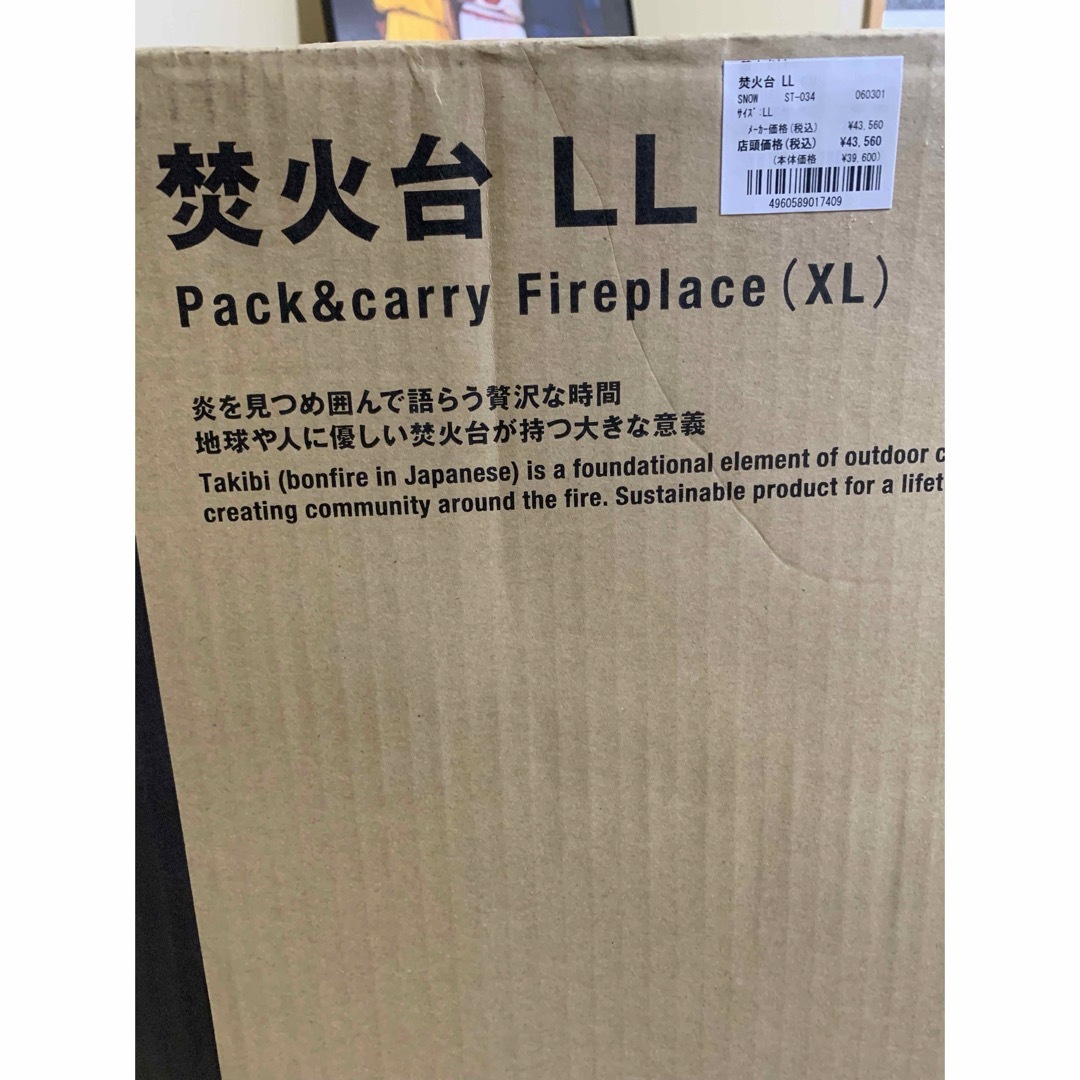 焚火台 LL
SNOW ST-034 060301
ｻｲｽﾞ:LL
ﾒｰｶｰ価格(税込) ¥43,560
店頭価格(税込) ¥43,560
(本体価格 ¥39,600)
4960589017409
焚火台 LL
Pack&carry Fireplace(XL)
炎を見つめ囲んで語らう贅沢な時間
地球や人に優しい焚火台が持つ大きな意義
Takibi (bonfire in Japanese) is a foundational element of outdoor c
creating community around the fire. Sustainable product for a lifet